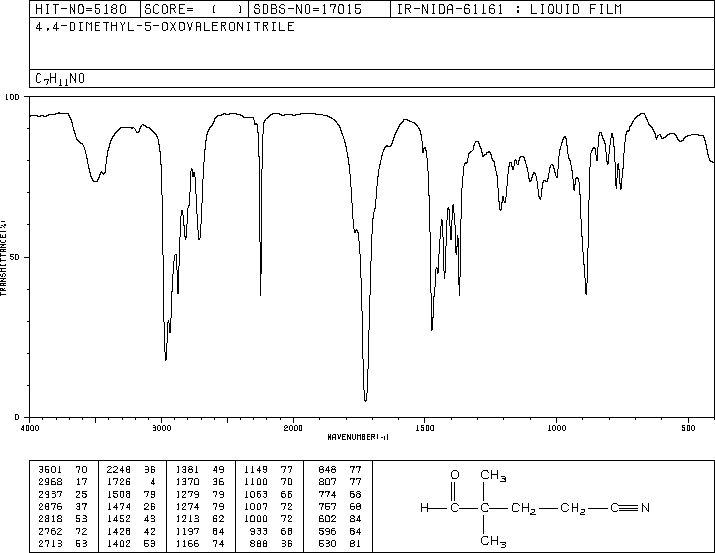 HIT-NO=5180 SCORE= ( ) SDBS-NO=17015 IR-NIDA-61161 : LIQUID FILM
4,4-DIMETHYL-5-OXOVALERONITRILE
C7H11NO
100
50
0
TRANSMITTANCE(%)
4000 3000 2000 1500 1000 500
WAVENUMBER(-1)
3501 70 2248 36 1381 49 1149 77 848 77
2968 17 1726 4 1370 36 1100 70 807 77
2937 25 1508 79 1279 79 1063 66 774 68
2876 37 1474 26 1274 79 1007 72 757 68
2818 53 1452 43 1213 62 1000 72 602 84
2762 72 1428 42 1197 64 933 68 596 84
2713 53 1402 53 1166 74 888 36 530 81
O CH3
H C C CH2 CH2 C N
CH3